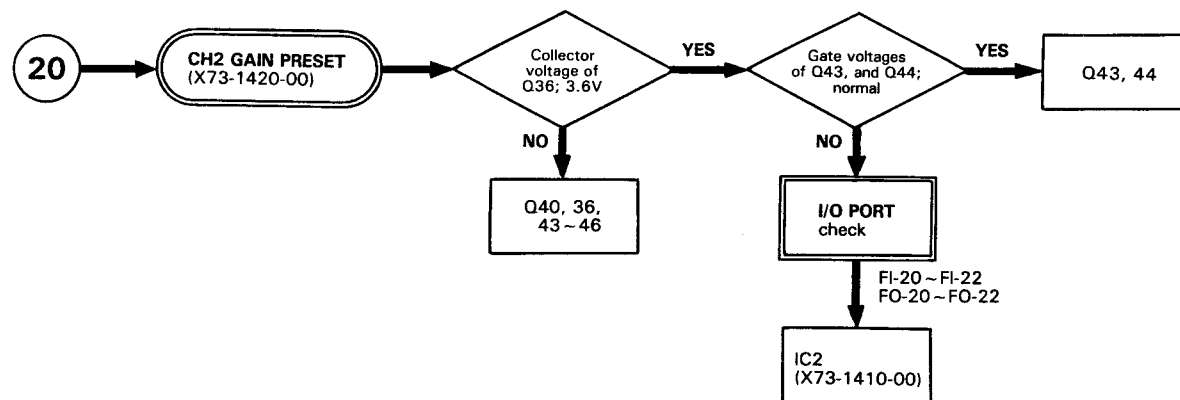 20
CH2 GAIN PRESET
(X73-1420-00)
Collector
voltage of
Q36; 3.6V
YES
Gate voltages
of Q43, and Q44;
normal
YES
Q43, 44
NO
Q40, 36,
43~46
NO
I/O PORT
check
FI-20~FI-22
FO-20~FO-22
IC2
(X73-1410-00)